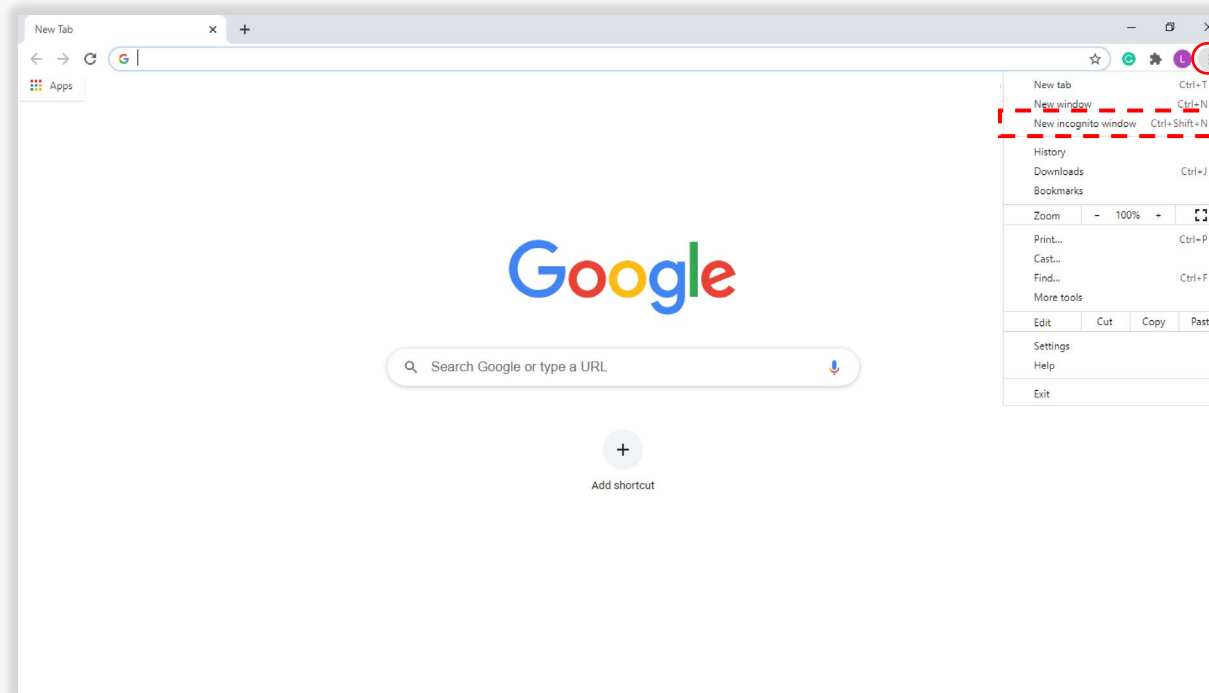 New Tab
G
L
Apps
New tab Ctrl+T
New window Ctrl+N
New incognito window Ctrl+Shift+N
History
Downloads Ctrl+J
Bookmarks
Zoom - 100% +
Print... Ctrl+P
Cast...
Find... Ctrl+F
More tools
Edit Cut Copy Past
Settings
Help
Exit
Google
Search Google or type a URL
Add shortcut